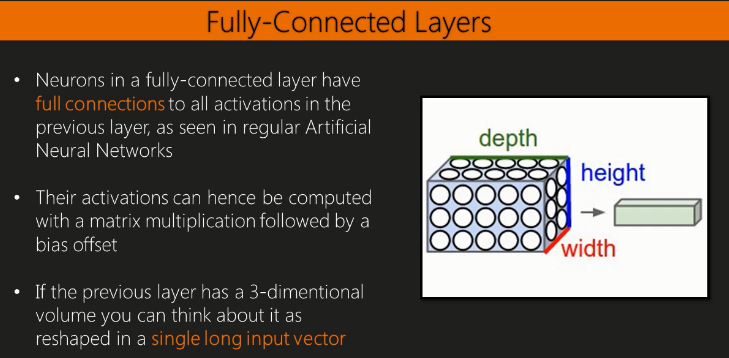 Fully-Connected Layers
• Neurons in a fully-connected layer have
full connections to all activations in the
previous layer, as seen in regular Artificial
Neural Networks
• Their activations can hence be computed
with a matrix multiplication followed by a
bias offset
• If the previous layer has a 3-dimentional
volume you can think about it as
reshaped in a single long input vector
depth
height
width